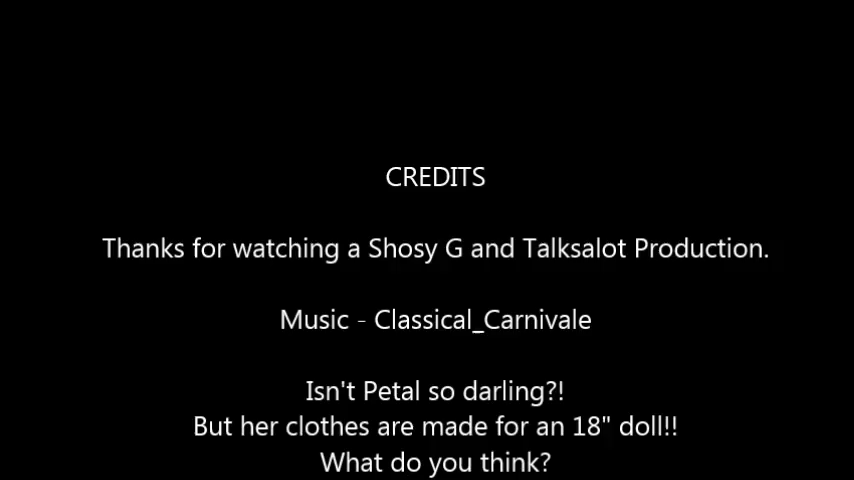 CREDITS
Thanks for watching a Shosy G and Talksalot Production.
Music - Classical_Carnivale
Isn't Petal so darling?!
But her clothes are made for an 18" doll!!
What do you think?